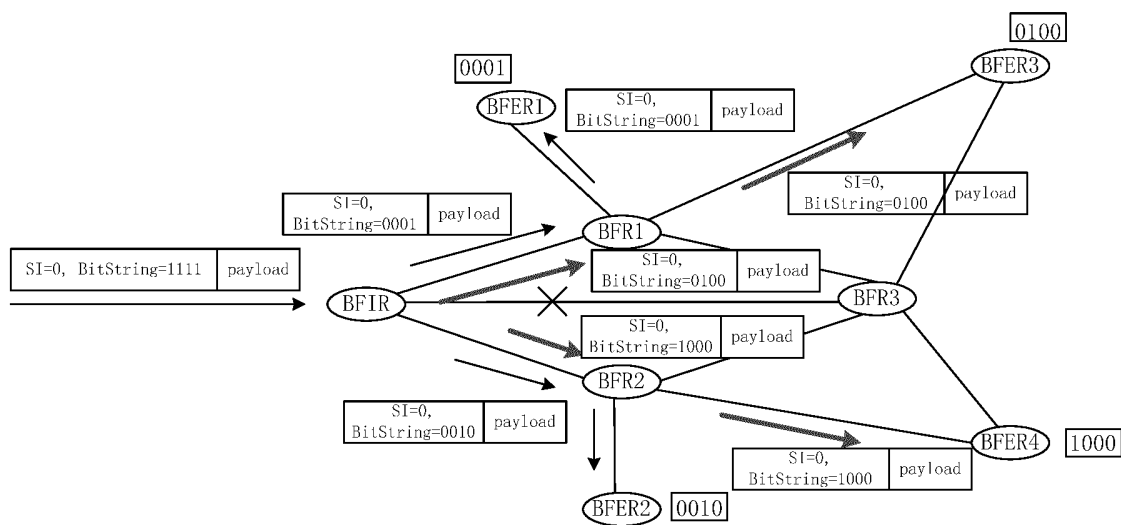 0100
0001
BFER3
BFER1
SI=0,
BitString=0001
payload
SI=0,
BitString=0001
payload
SI=0,
BitString=0100
payload
BFR1
SI=0, BitString=1111
payload
SI=0,
BitString=0100
payload
BFIR
BFR3
SI=0,
BitString=1000
payload
BFR2
SI=0,
BitString=0010
payload
BFER4
1000
SI=0,
BitString=1000
payload
BFER2
0010